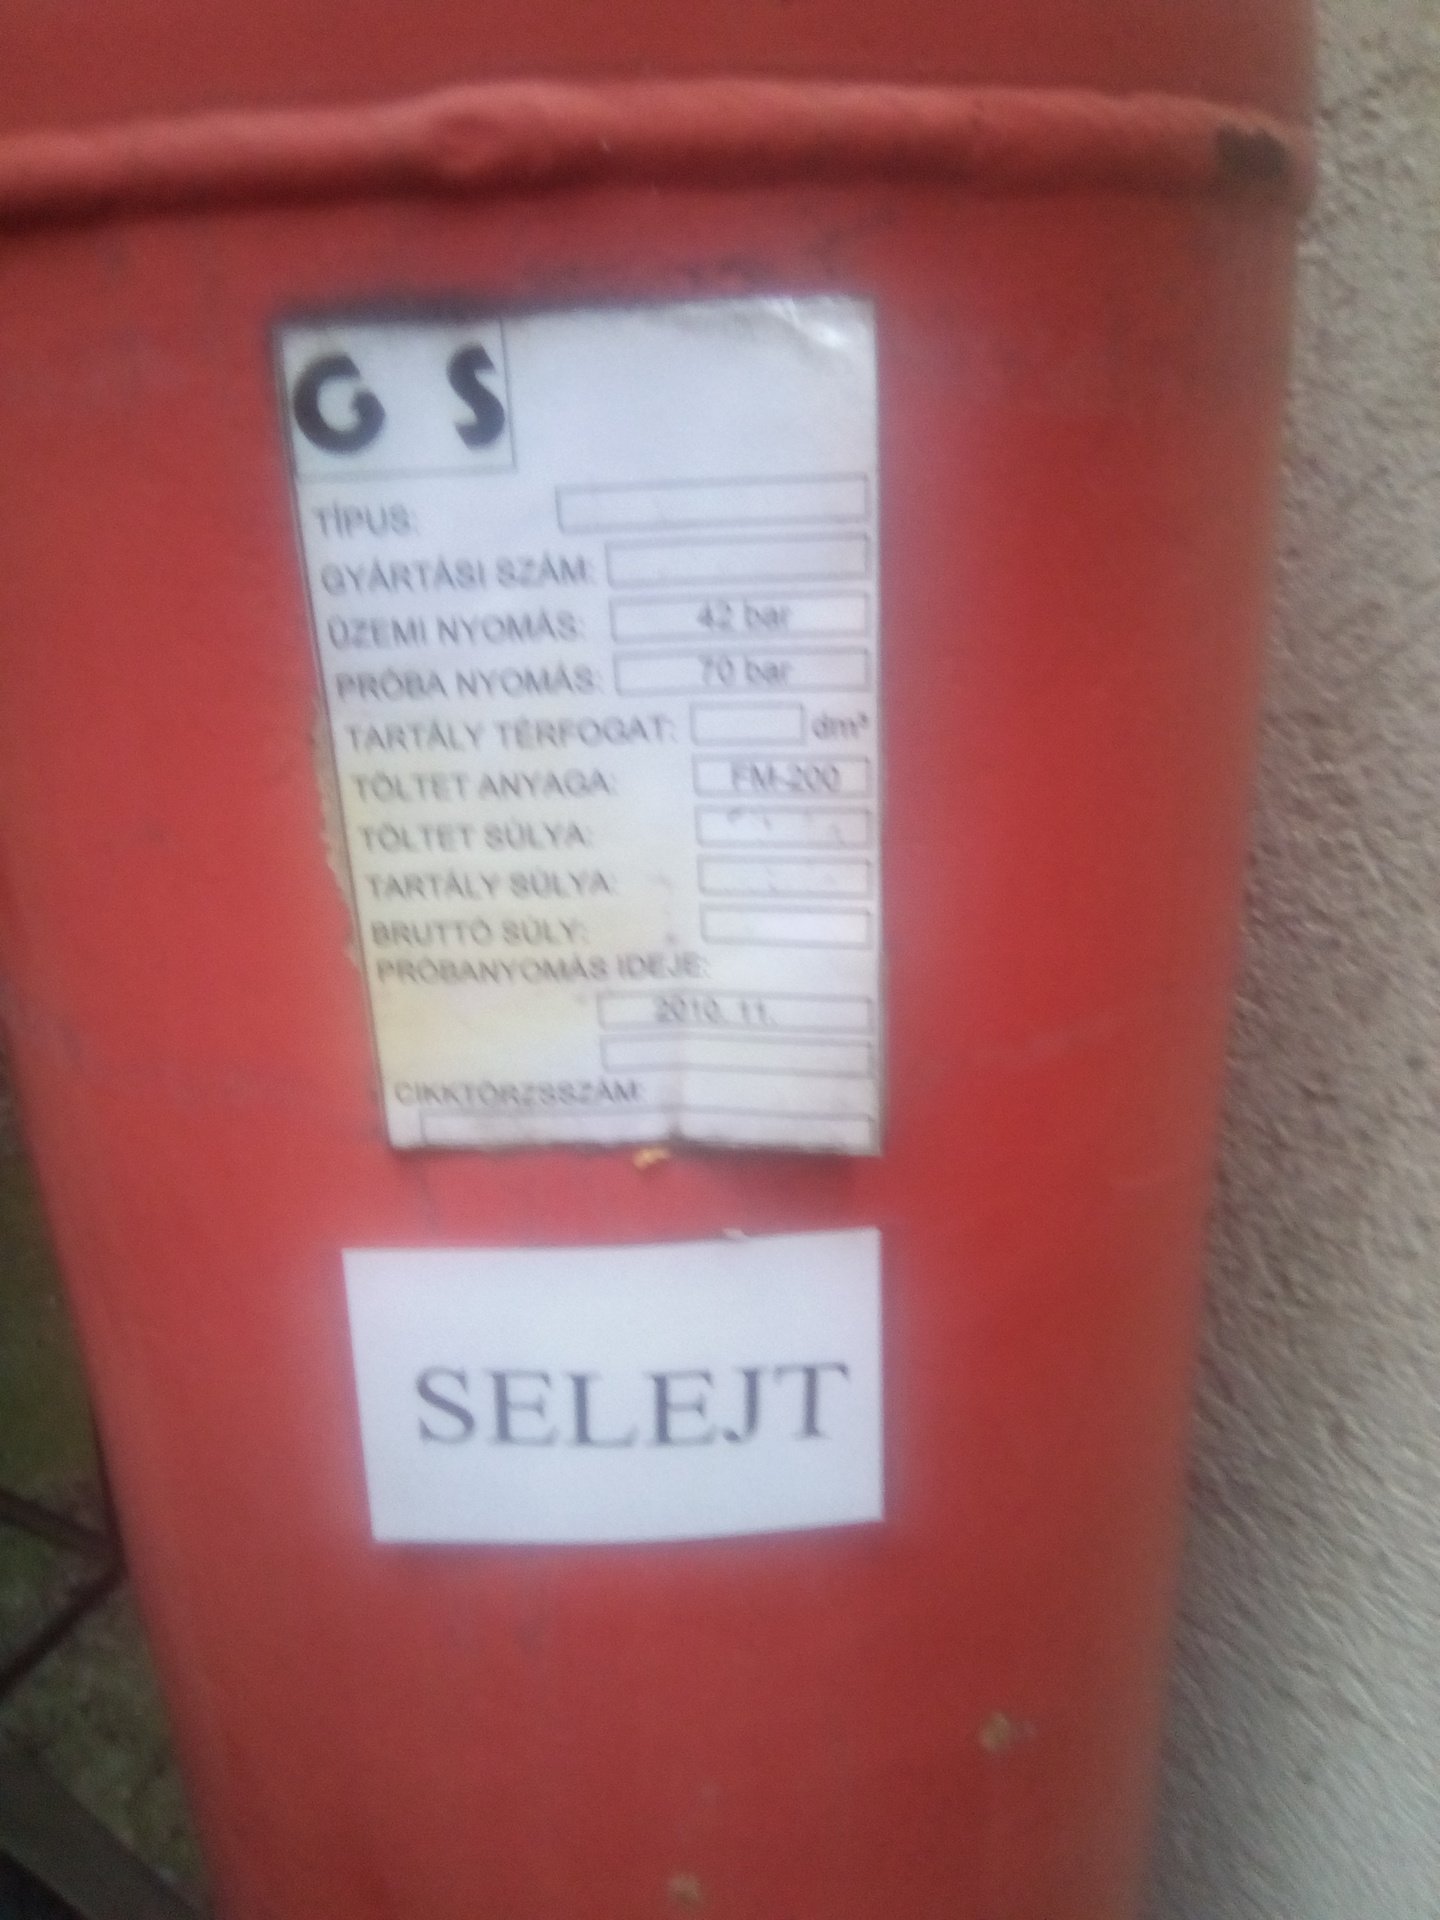 G S
TÍPUS:
GYÁRTÁSI SZÁM:
ÜZEMI NYOMÁS: 42 bar
PRÓBA NYOMÁS: 70 bar
TARTÁLY TÉRFOGAT: dm³
TÖLTET ANYAGA: FM-200
TÖLTET SÚLYA:
TARTÁLY SÚLYA:
BRUTTÓ SÚLY:
PRÓBANYOMÁS IDEJE:
2010. 11.
CIKKTÖRZSSZÁM:
SELEJT